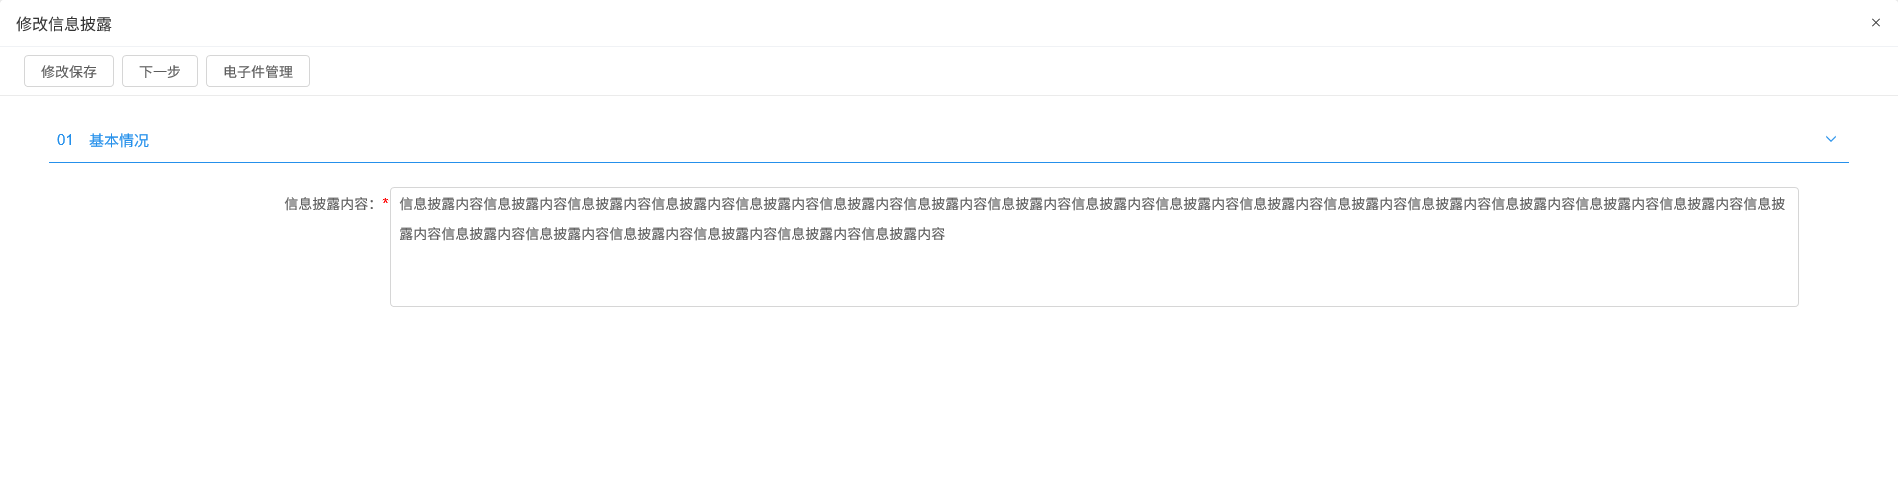 修改信息披露
修改保存 下一步 电子件管理
01 基本情况
信息披露内容：* 信息披露内容信息披露内容信息披露内容信息披露内容信息披露内容信息披露内容信息披露内容信息披露内容信息披露内容信息披露内容信息披露内容信息披露内容信息披露内容信息披露内容信息披露内容信息披露内容信息披
露内容信息披露内容信息披露内容信息披露内容信息披露内容信息披露内容信息披露内容